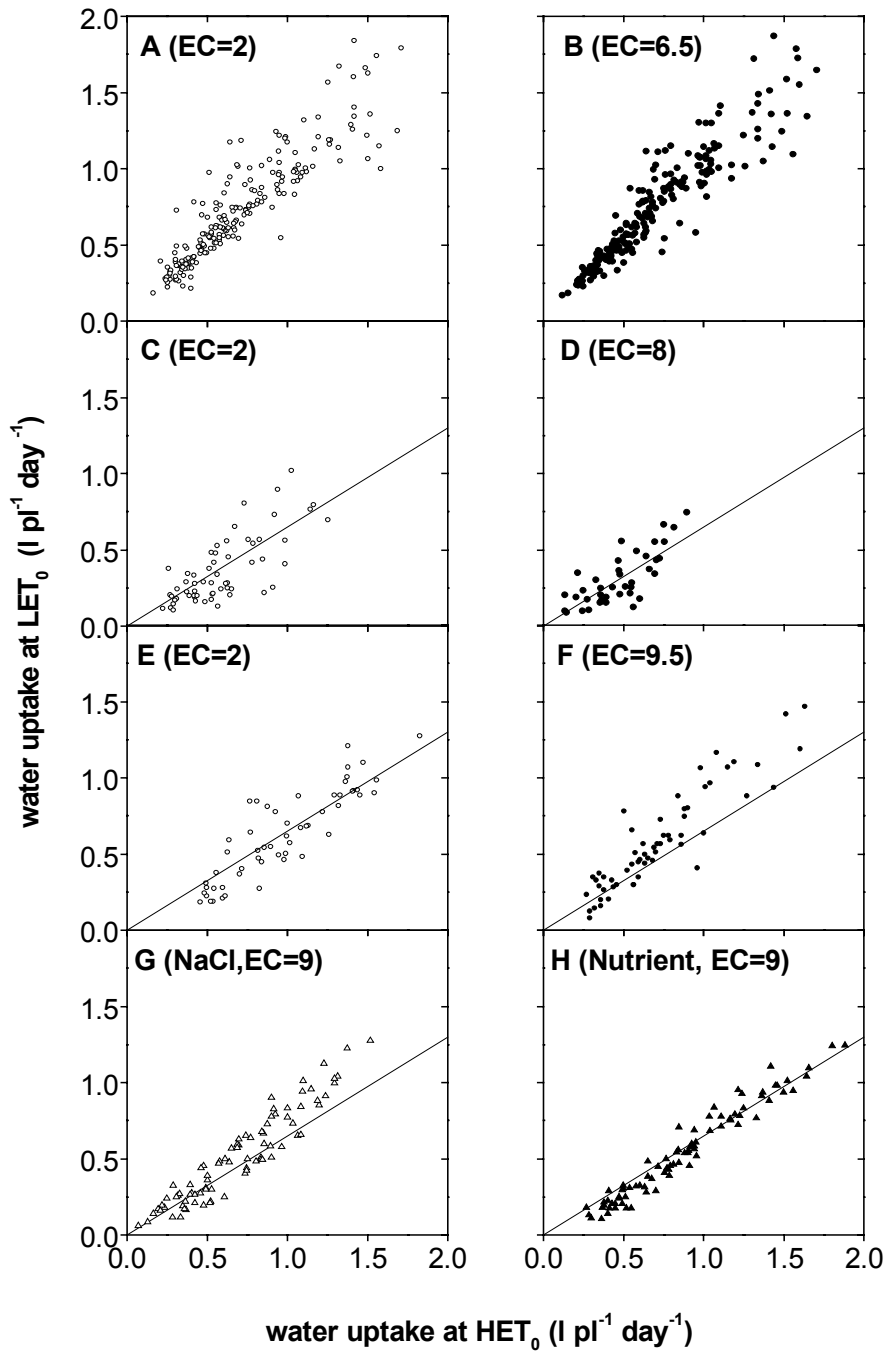 2.0
A (EC=2)
B (EC=6.5)
1.5
1.0
0.5
0.0
C (EC=2)
D (EC=8)
1.5
1.0
0.5
0.0
E (EC=2)
F (EC=9.5)
1.5
1.0
0.5
0.0
G (NaCl,EC=9)
H (Nutrient, EC=9)
1.5
1.0
0.5
0.0
0.0 0.5 1.0 1.5 2.0
0.0 0.5 1.0 1.5 2.0
water uptake at LET₀ (l pl⁻¹ day⁻¹)
water uptake at HET₀ (l pl⁻¹ day⁻¹)